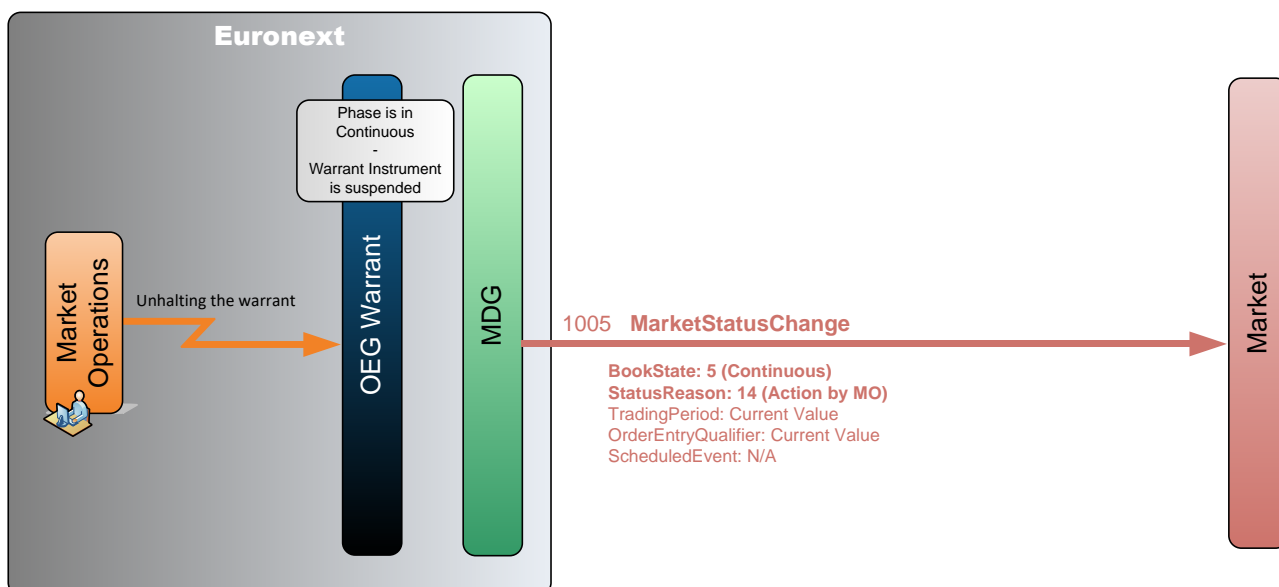 Euronext
Phase is in
Continuous
-
Warrant Instrument
is suspended
Market
Operations
Unhalting the warrant
OEG Warrant
MDG
1005 MarketStatusChange
BookState: 5 (Continuous)
StatusReason: 14 (Action by MO)
TradingPeriod: Current Value
OrderEntryQualifier: Current Value
ScheduledEvent: N/A
Market